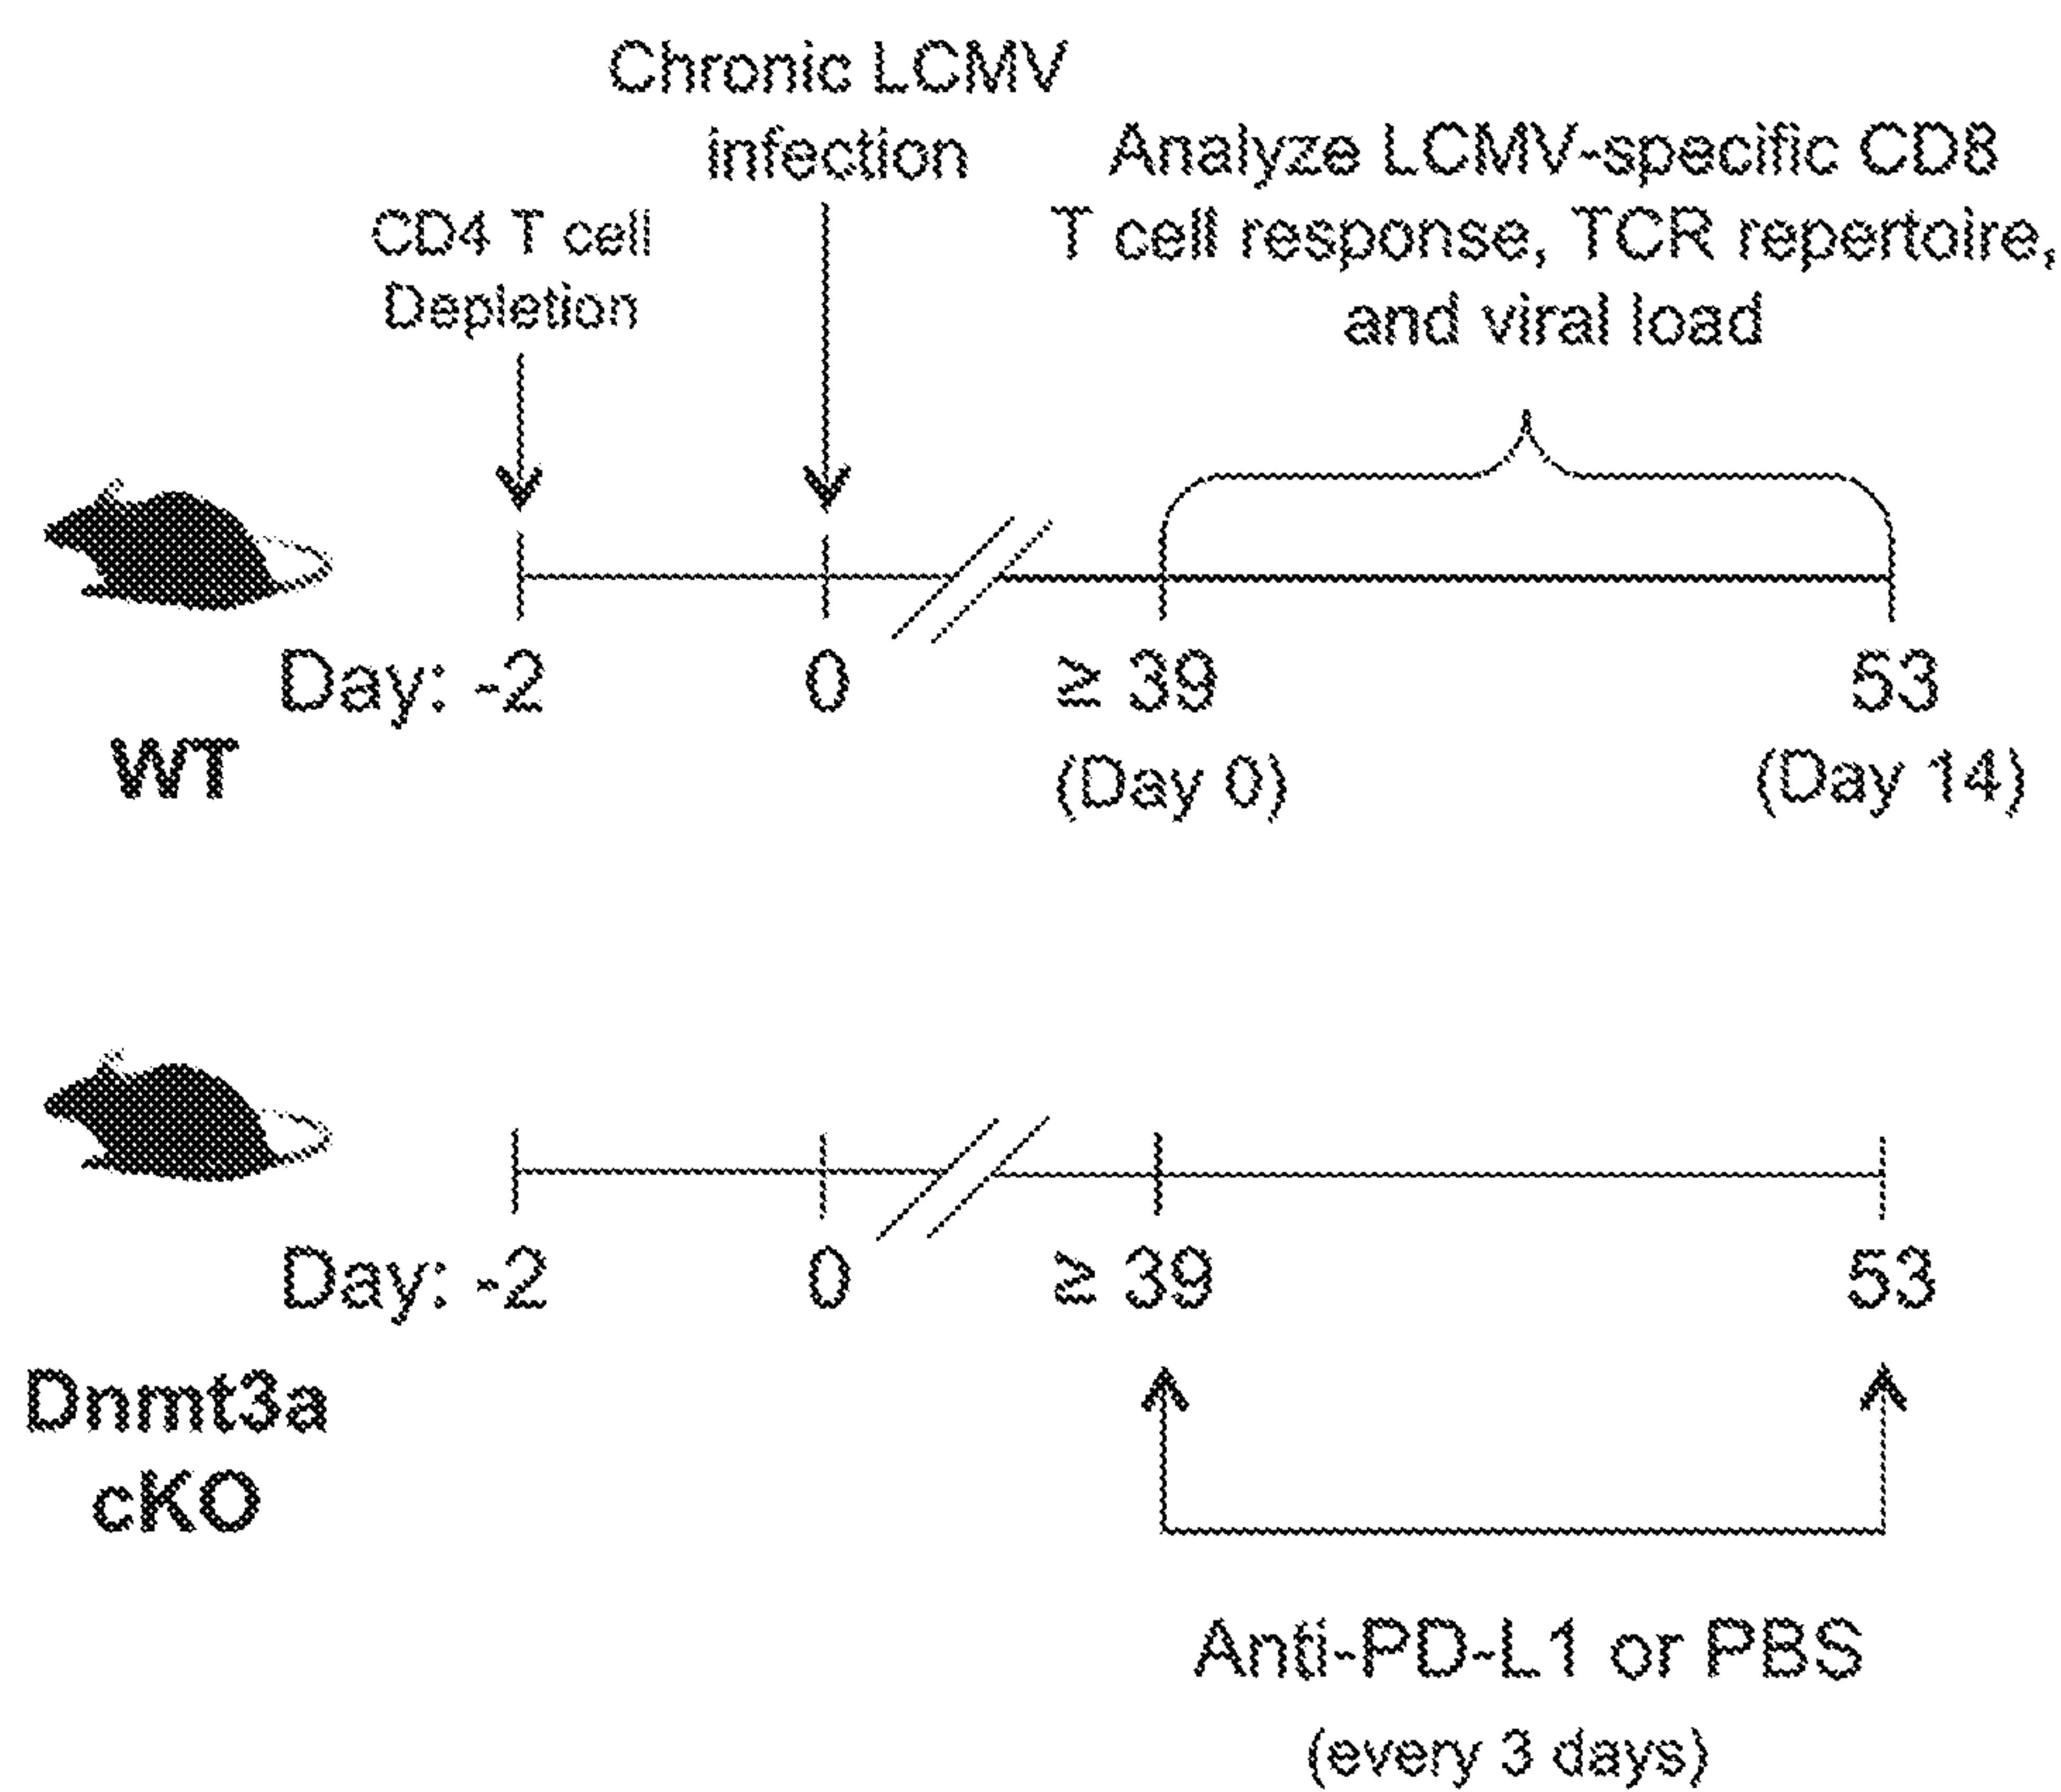 Chronic LCMV
infection
Analyze LCMV-specific CD8
T cell response, TCR repertoire,
and viral load
CD4 T cell
Depletion
Day: -2 0 ≥ 39 53
(Day 0) (Day 14)
WT
Day: -2 0 ≥ 39 53
Dnmt3a
cKO
Anti-PD-L1 or PBS
(every 3 days)